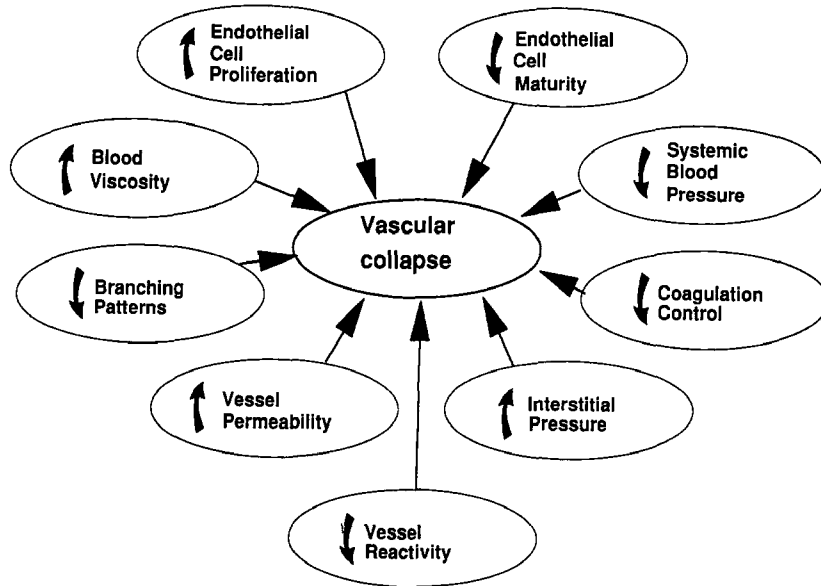 Endothelial
Cell
Proliferation
Endothelial
Cell
Maturity
Blood
Viscosity
Systemic
Blood
Pressure
Vascular
collapse
Branching
Patterns
Coagulation
Control
Vessel
Permeability
Interstitial
Pressure
Vessel
Reactivity